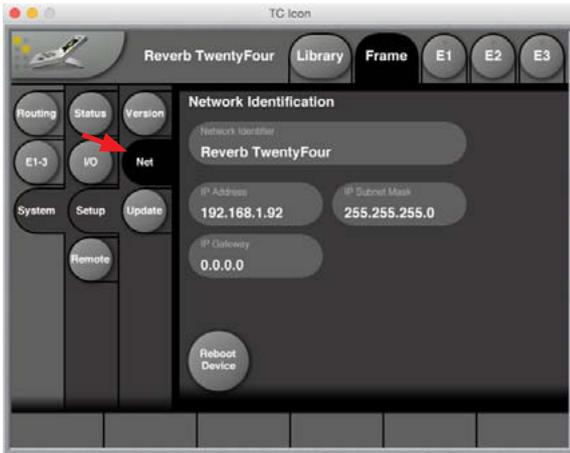 TC Icon
Reverb TwentyFour
Library
Frame
E1
E2
E3
Routing
Status
Version
E1-3
I/O
Net
System
Setup
Update
Remote
Network Identification
Network Identifier
Reverb TwentyFour
IP Address
192.168.1.92
IP Subnet Mask
255.255.255.0
IP Gateway
0.0.0.0
Reboot
Device